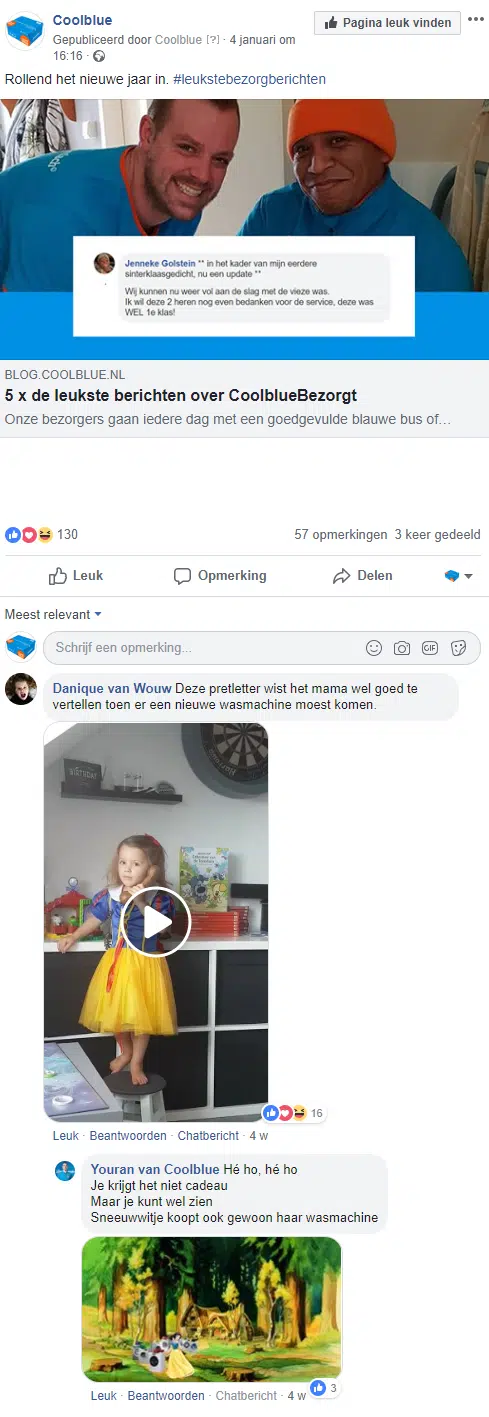 Coolblue
Pagina leuk vinden
Gepubliceerd door Coolblue [?] · 4 januari om
16:16 ·
Rollend het nieuwe jaar in. #leukstebezorgberichten
Jenneke Golstein ** in het kader van mijn eerdere
sinterklaasgedicht, nu een update **
Wij kunnen nu weer vol aan de slag met de vieze was.
Ik wil deze 2 heren nog even bedanken voor de service, deze was
WEL 1e klas!
BLOG.COOLBLUE.NL
5 x de leukste berichten over CoolblueBezorgt
Onze bezorgers gaan iedere dag met een goedgevulde blauwe bus of…
130
57 opmerkingen 3 keer gedeeld
Leuk
Opmerking
Delen
Meest relevant
Schrijf een opmerking...
GIF
Danique van Wouw Deze pretletter wist het mama wel goed te
vertellen toen er een nieuwe wasmachine moest komen.
16
Leuk · Beantwoorden · Chatbericht · 4 w
Youran van Coolblue Hé ho, hé ho
Je krijgt het niet cadeau
Maar je kunt wel zien
Sneeuwwitje koopt ook gewoon haar wasmachine
3
Leuk · Beantwoorden · Chatbericht · 4 w